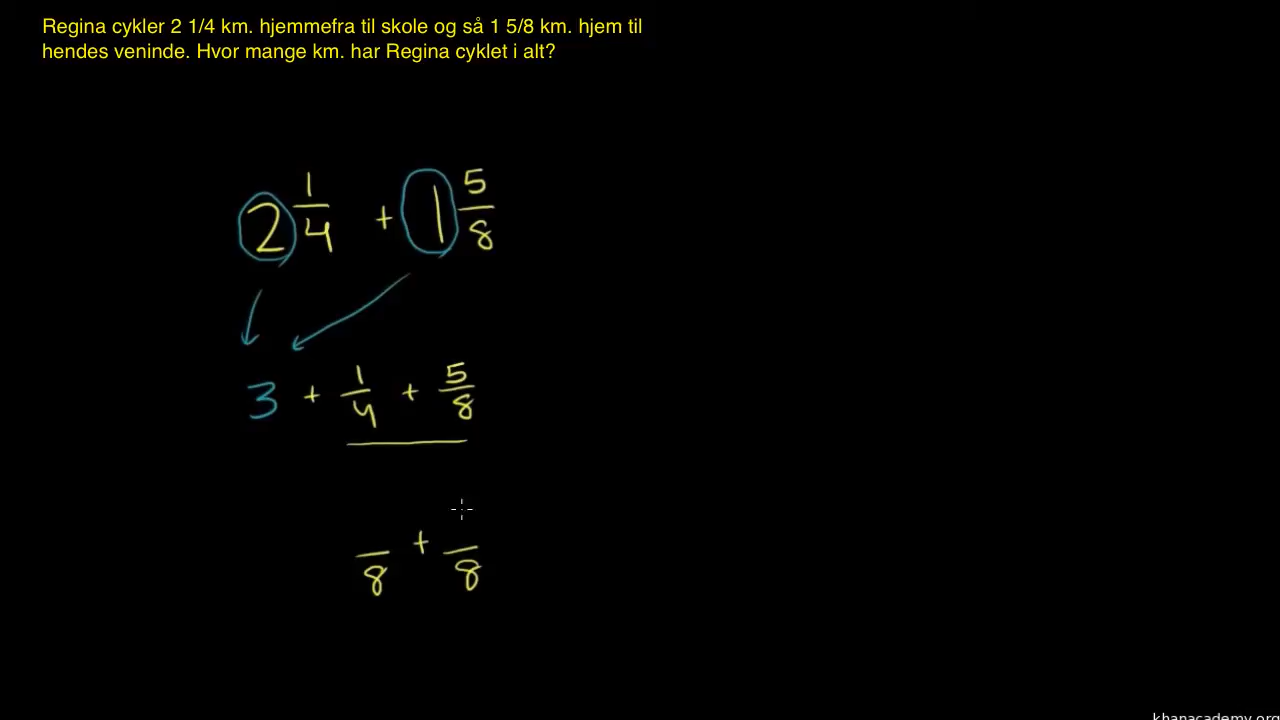 Regina cykler 2 1/4 km. hjemmefra til skole og så 1 5/8 km. hjem til
hendes veninde. Hvor mange km. har Regina cyklet i alt?
2 1/4 + 1 5/8
3 + 1/4 + 5/8
/8 + /8
khanacademy.org